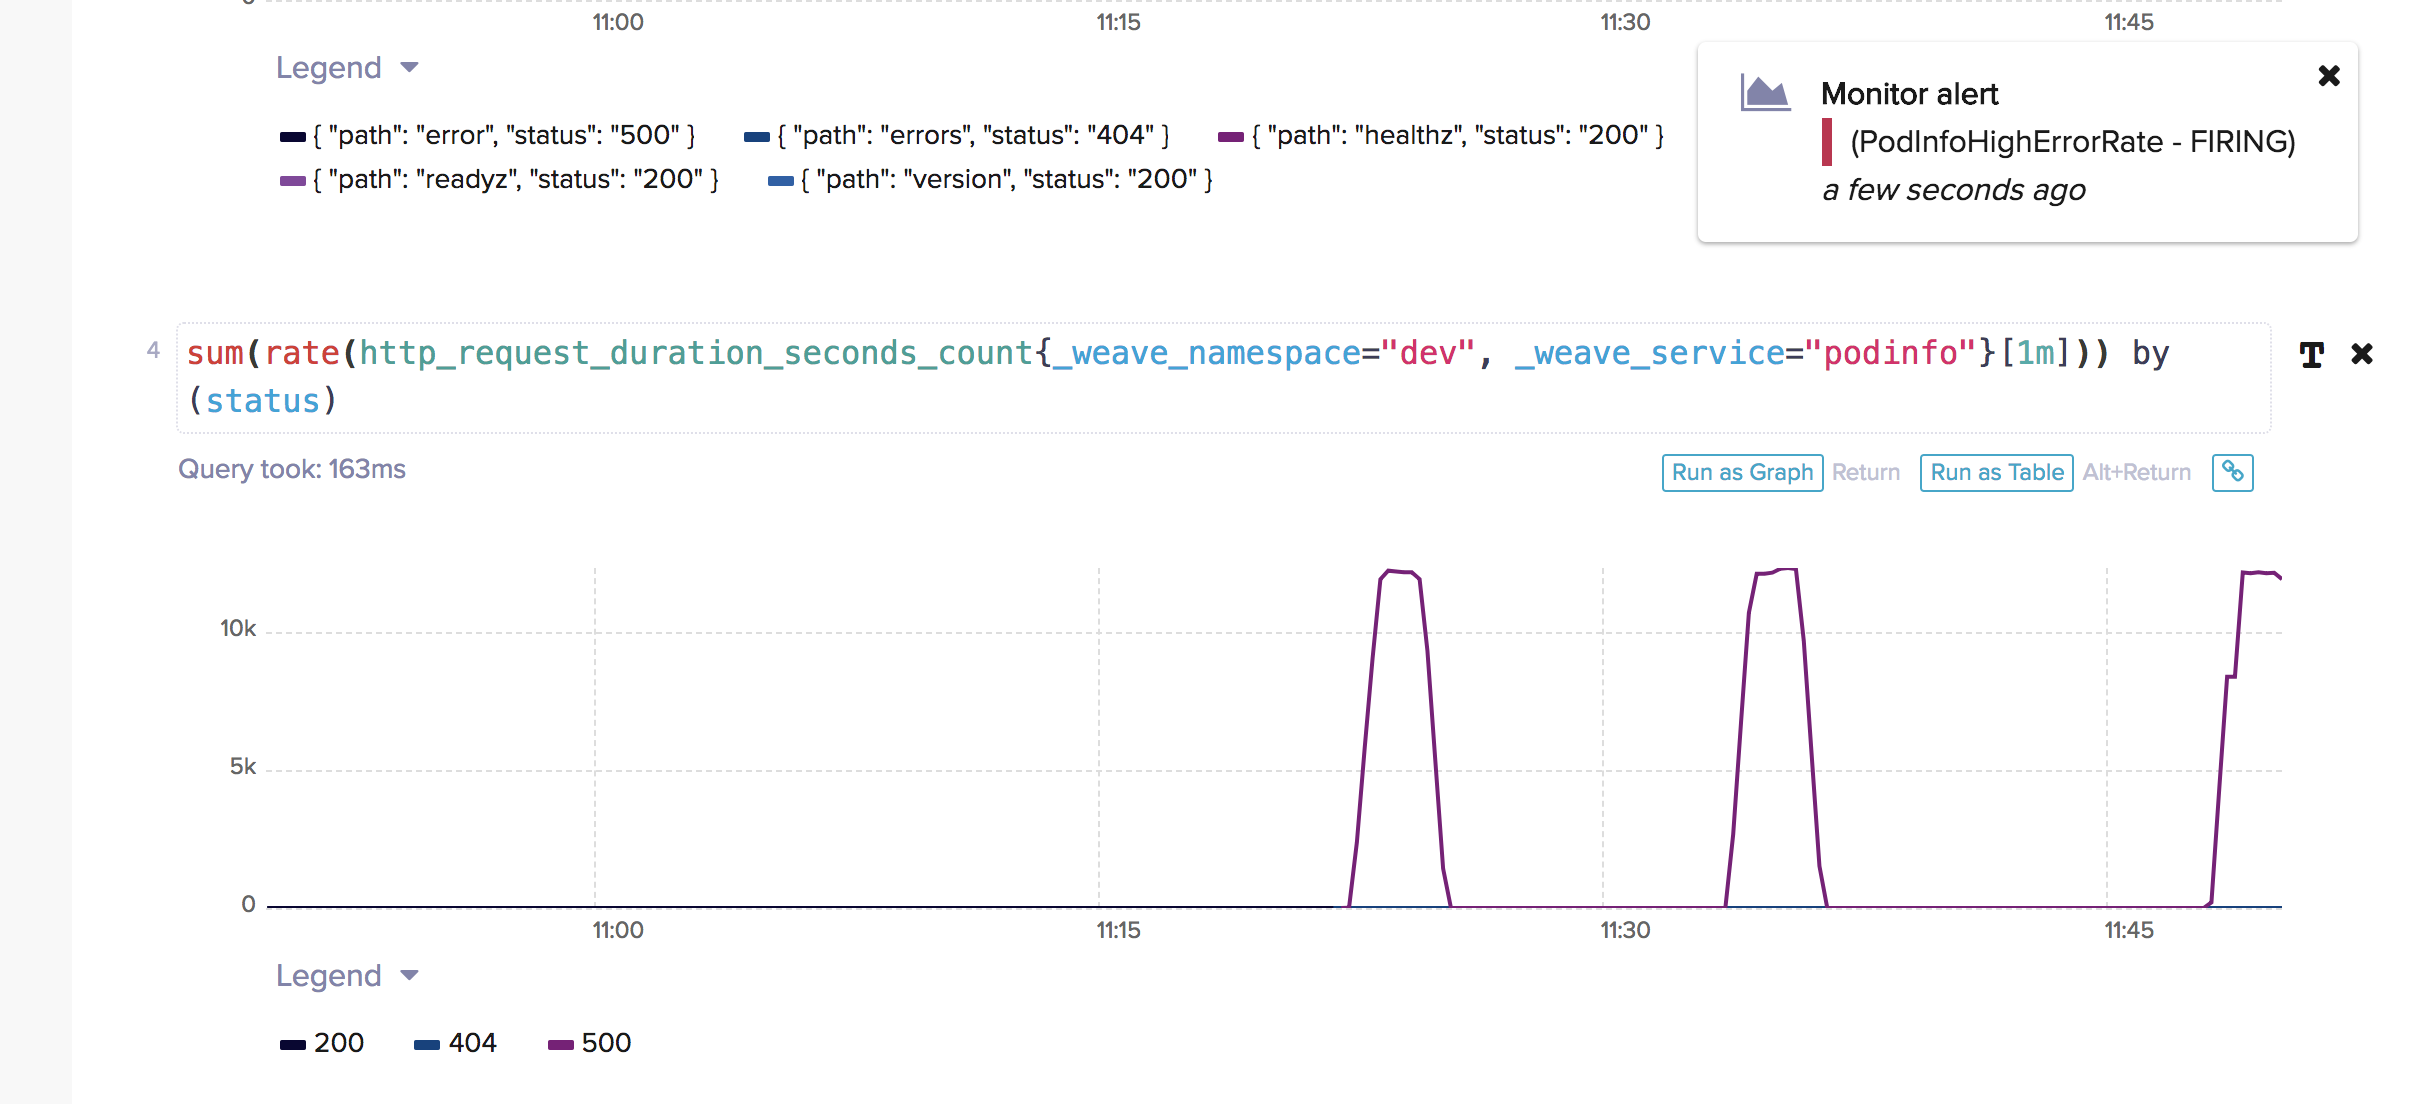 11:00 11:15 11:30 11:45
Legend
{ "path": "error", "status": "500" } { "path": "errors", "status": "404" } { "path": "healthz", "status": "200" }
{ "path": "readyz", "status": "200" } { "path": "version", "status": "200" }
Monitor alert
(PodInfoHighErrorRate - FIRING)
a few seconds ago
4
sum(rate(http_request_duration_seconds_count{_weave_namespace="dev", _weave_service="podinfo"}[1m])) by
(status)
Query took: 163ms
Run as Graph Return Run as Table Alt+Return
10k
5k
0
11:00 11:15 11:30 11:45
Legend
200 404 500